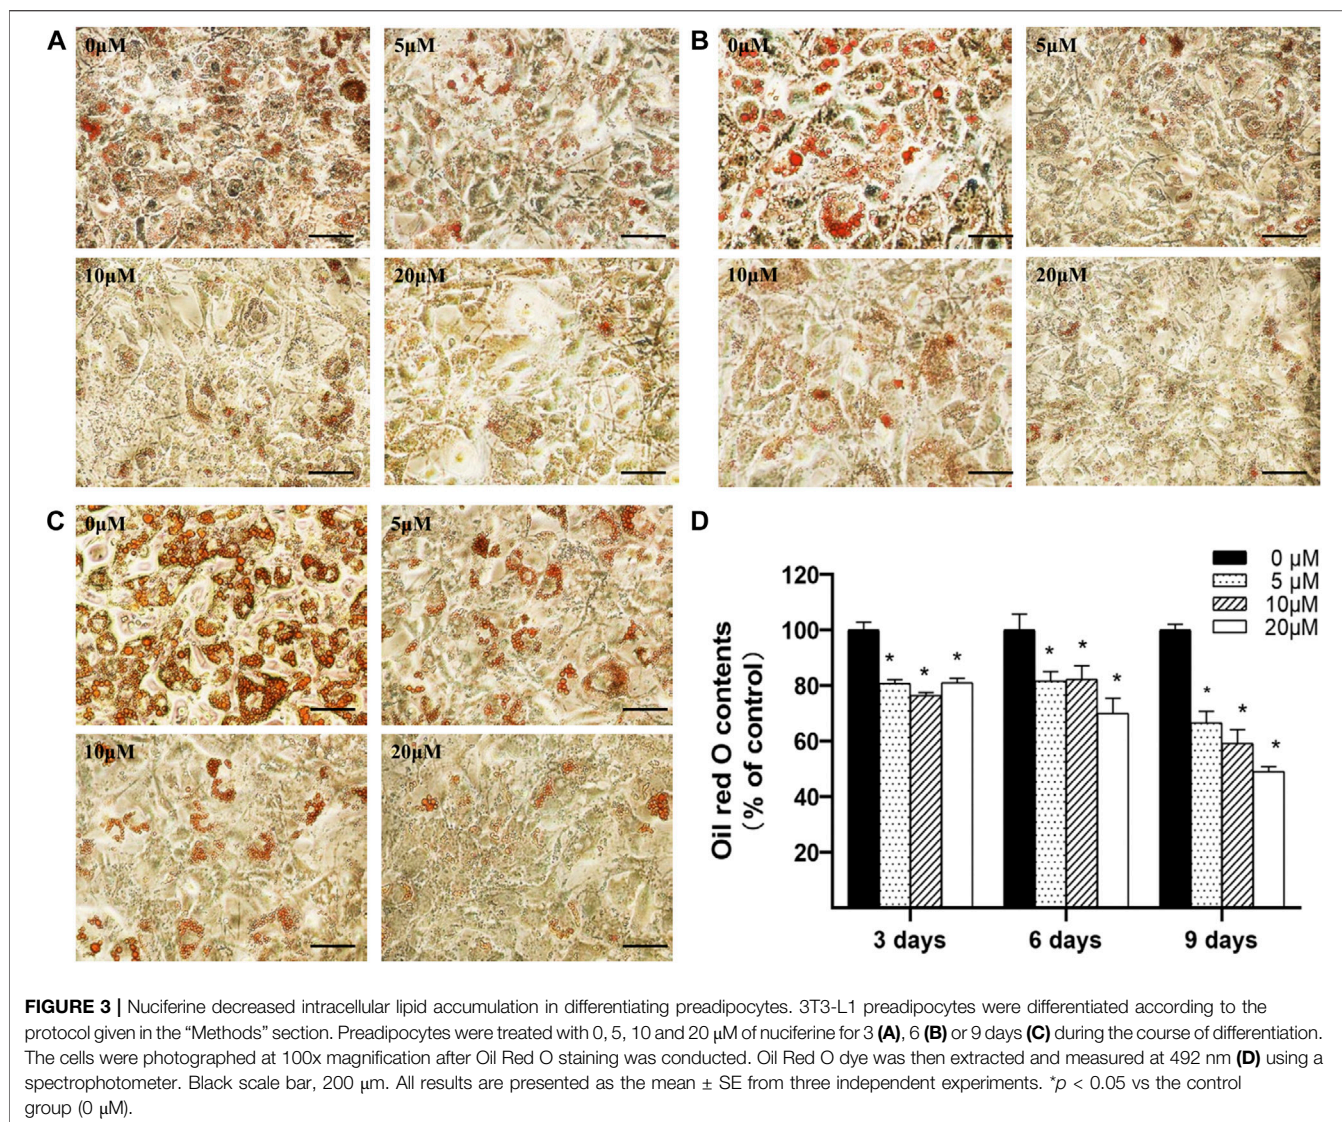 A
0μM
5μM
10μM
20μM
B
0μM
5μM
10μM
20μM
C
0μM
5μM
10μM
20μM
D
0 μM
5 μM
10μM
20μM
Oil red O contents
(% of control)
120
100
80
60
40
20
* * *
* * *
* * *
3 days 6 days 9 days
FIGURE 3 | Nuciferine decreased intracellular lipid accumulation in differentiating preadipocytes. 3T3-L1 preadipocytes were differentiated according to the
protocol given in the “Methods” section. Preadipocytes were treated with 0, 5, 10 and 20 μM of nuciferine for 3 (A), 6 (B) or 9 days (C) during the course of differentiation.
The cells were photographed at 100x magnification after Oil Red O staining was conducted. Oil Red O dye was then extracted and measured at 492 nm (D) using a
spectrophotometer. Black scale bar, 200 μm. All results are presented as the mean ± SE from three independent experiments. *p < 0.05 vs the control
group (0 μM).